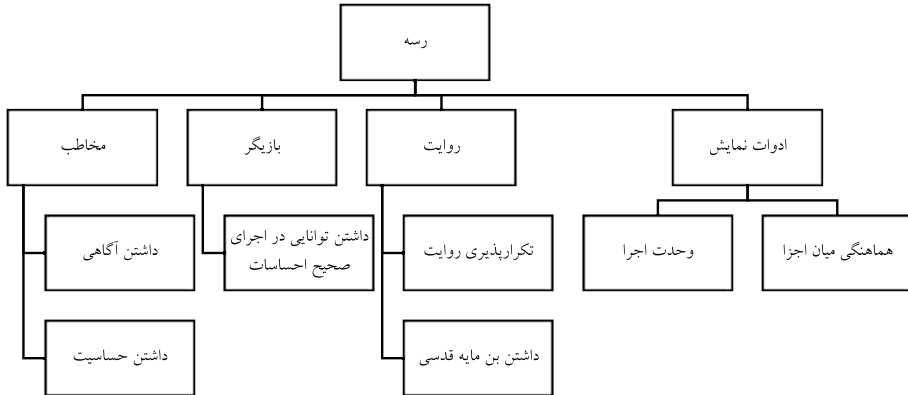 رسه
ادوات نمایش
روایت
بازیگر
مخاطب
هماهنگی میان اجزا
وحدت اجرا
تکرارپذیری روایت
داشتن بن مایه قدسی
داشتن توانایی در اجرای
صحیح احساسات
داشتن آگاهی
داشتن حساسیت